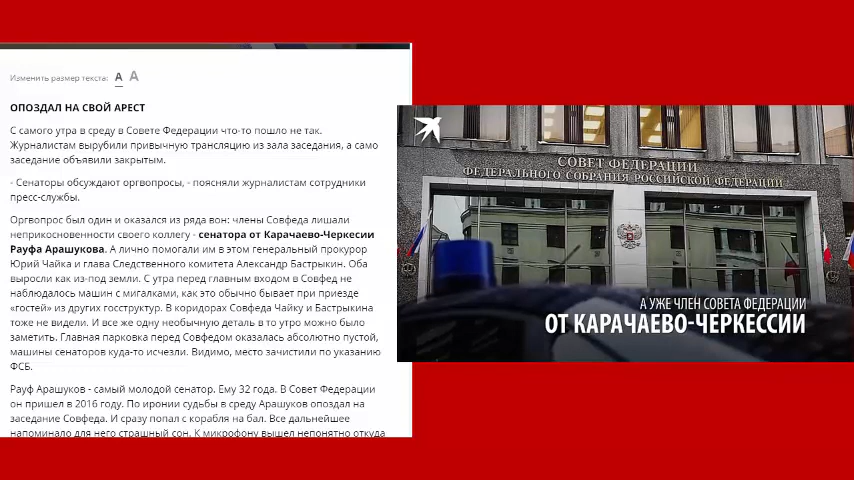 Изменить размер текста: A A
ОПОЗДАЛ НА СВОЙ АРЕСТ
С самого утра в среду в Совете Федерации что-то пошло не так.
Журналистам вырубили привычную трансляцию из зала заседания, а само
заседание объявили закрытым.
- Сенаторы обсуждают оргвопросы, - поясняли журналистам сотрудники
пресс-службы.
Оргвопрос был один и оказался из ряда вон: члены Совфеда лишали
неприкосновенности своего коллегу - сенатора от Карачаево-Черкесии
Рауфа Арашукова. А лично помогали им в этом генеральный прокурор
Юрий Чайка и глава Следственного комитета Александр Бастрыкин. Оба
выросли как из-под земли. С утра перед главным входом в Совфед не
наблюдалось машин с мигалками, как это обычно бывает при приезде
«гостей» из других госструктур. В коридорах Совфеда Чайку и Бастрыкина
тоже не видели. И все же одну необычную деталь в то утро можно было
заметить. Главная парковка перед Совфедом оказалась абсолютно пустой,
машины сенаторов куда-то исчезли. Видимо, место зачистили по указанию
ФСБ.
Рауф Арашуков - самый молодой сенатор. Ему 32 года. В Совет Федерации
он пришел в 2016 году. По иронии судьбы в среду Арашуков опоздал на
заседание Совфеда. И сразу попал с корабля на бал. Все дальнейшее
напоминало для него страшный сон. К микрофону вышел непонятно откуда
СОВЕТ ФЕДЕРАЦИИ
ФЕДЕРАЛЬНОГО СОБРАНИЯ РОССИЙСКОЙ ФЕДЕРАЦИИ
А УЖЕ ЧЛЕН СОВЕТА ФЕДЕРАЦИИ
ОТ КАРАЧАЕВО-ЧЕРКЕССИИ